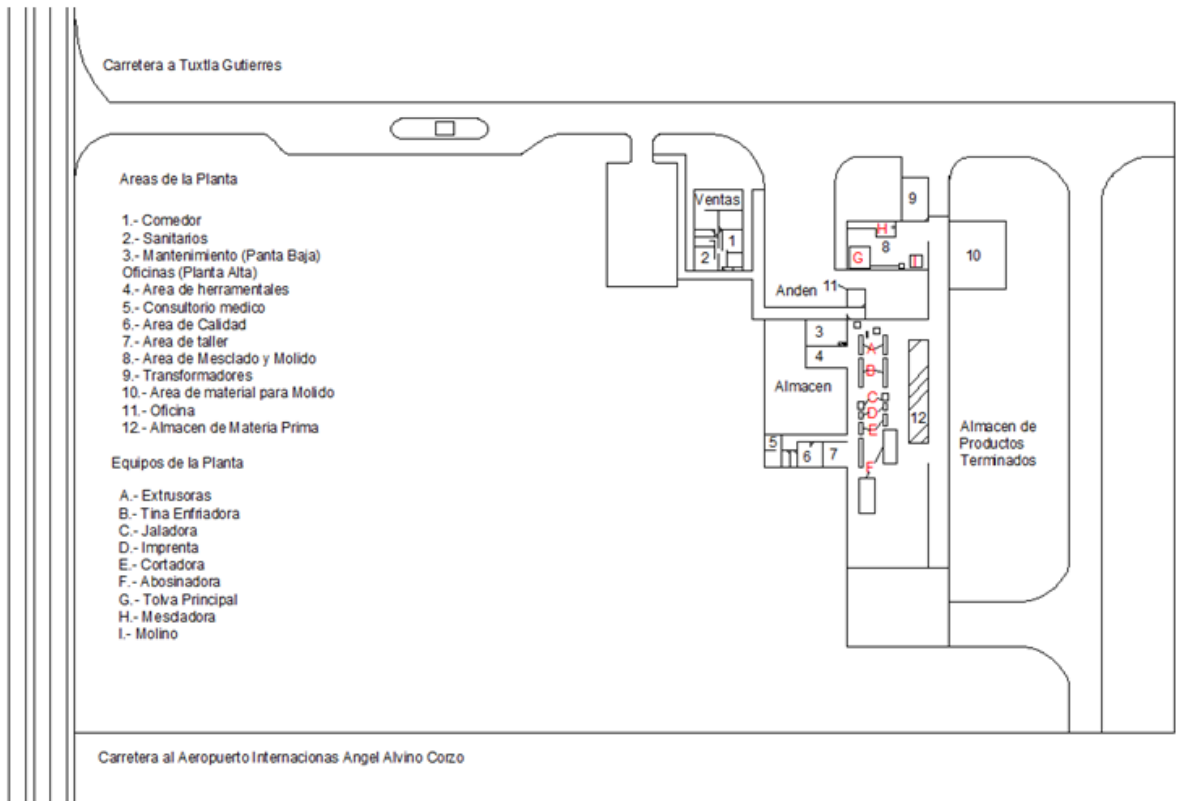 Carretera a Tuxtla Gutierres
Areas de la Planta
1.- Comedor
2.- Sanitarios
3.- Mantenimiento (Panta Baja)
Oficinas (Planta Alta)
4.- Area de herramentales
5.- Consultorio medico
6.- Area de Calidad
7.- Area de taller
8.- Area de Mesclado y Molido
9.- Transformadores
10.- Area de material para Molido
11.- Oficina
12.- Almacen de Materia Prima
Equipos de la Planta
A.- Extrusoras
B.- Tina Enfriadora
C.- Jaladora
D.- Imprenta
E.- Cortadora
F.- Abosinadora
G.- Tolva Principal
H.- Mescladora
I.- Molino
Ventas
1
2
9
H
8
G
I
10
Anden
11
3
4
A
B
C
D
E
F
Almacen
12
5
6
7
Almacen de
Productos
Terminados
Carretera al Aeropuerto Internacionas Angel Alvino Corzo